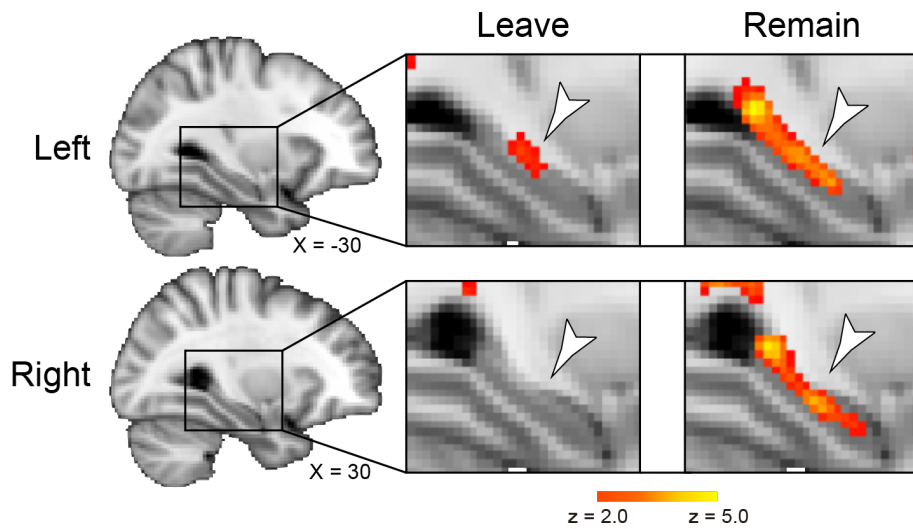 Leave
Remain
Left
X = -30
Right
X = 30
z = 2.0
z = 5.0